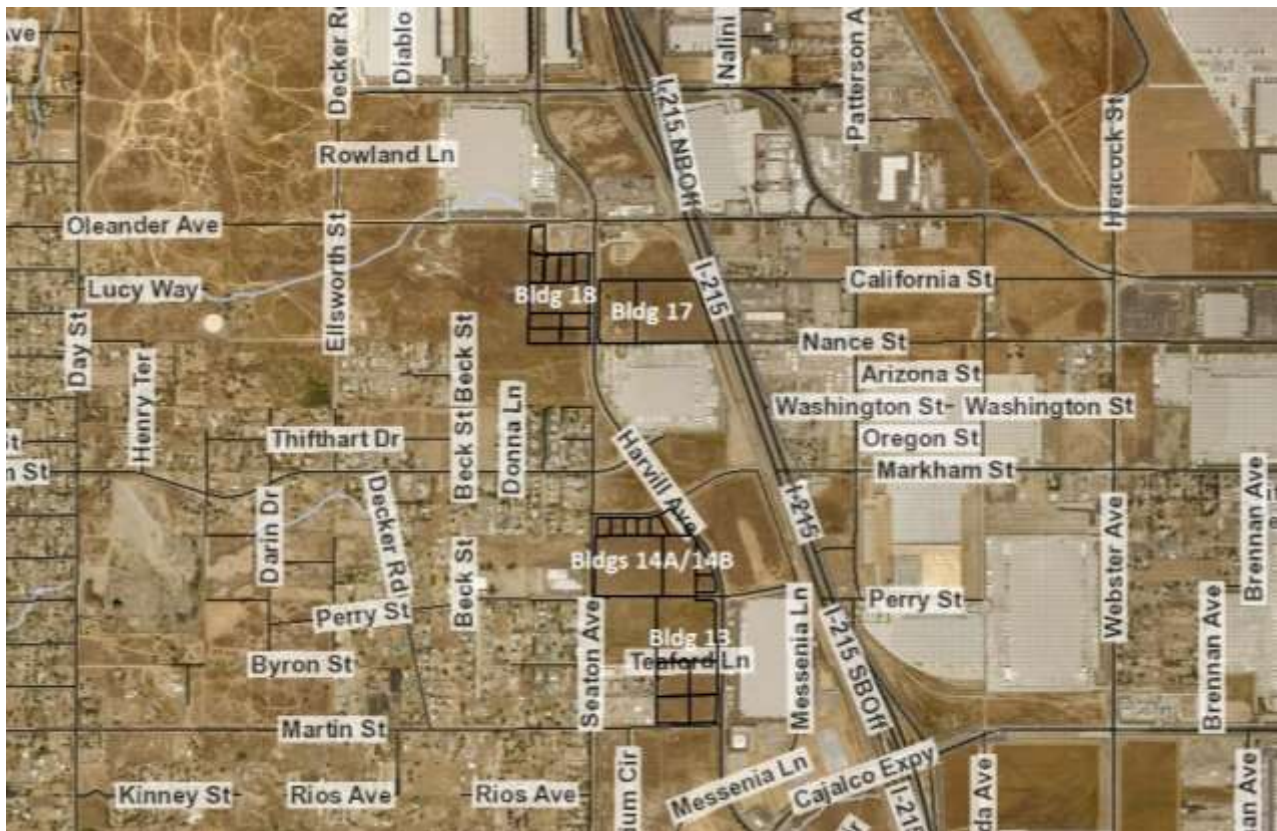 Ave
Decker Rd
Diablo
Nalini
Patterson A
I-215 NBOff
Heacock St
Rowland Ln
Oleander Ave
Ellsworth St
I-215
California St
Lucy Way
Bldg 18
Bldg 17
Day St
Nance St
Henry Ter
Beck St
Arizona St
Donna Ln
Washington St
Washington St
Thifthart Dr
Beck St
Oregon St
St
Harvill Ave
Markham St
n St
Decker Rd
I-215
Darin Dr
Brennan Ave
Bldgs 14A/14B
Beck St
Webster Ave
Perry St
Perry St
Messenia Ln
Bldg 13
I-215 SBOff
Brennan Ave
Byron St
Teaford Ln
Seaton Ave
Martin St
Messenia Ln
Cajalco Expy
ium Cir
da Ave
Kinney St
Rios Ave
Rios Ave
I-215
an Ave